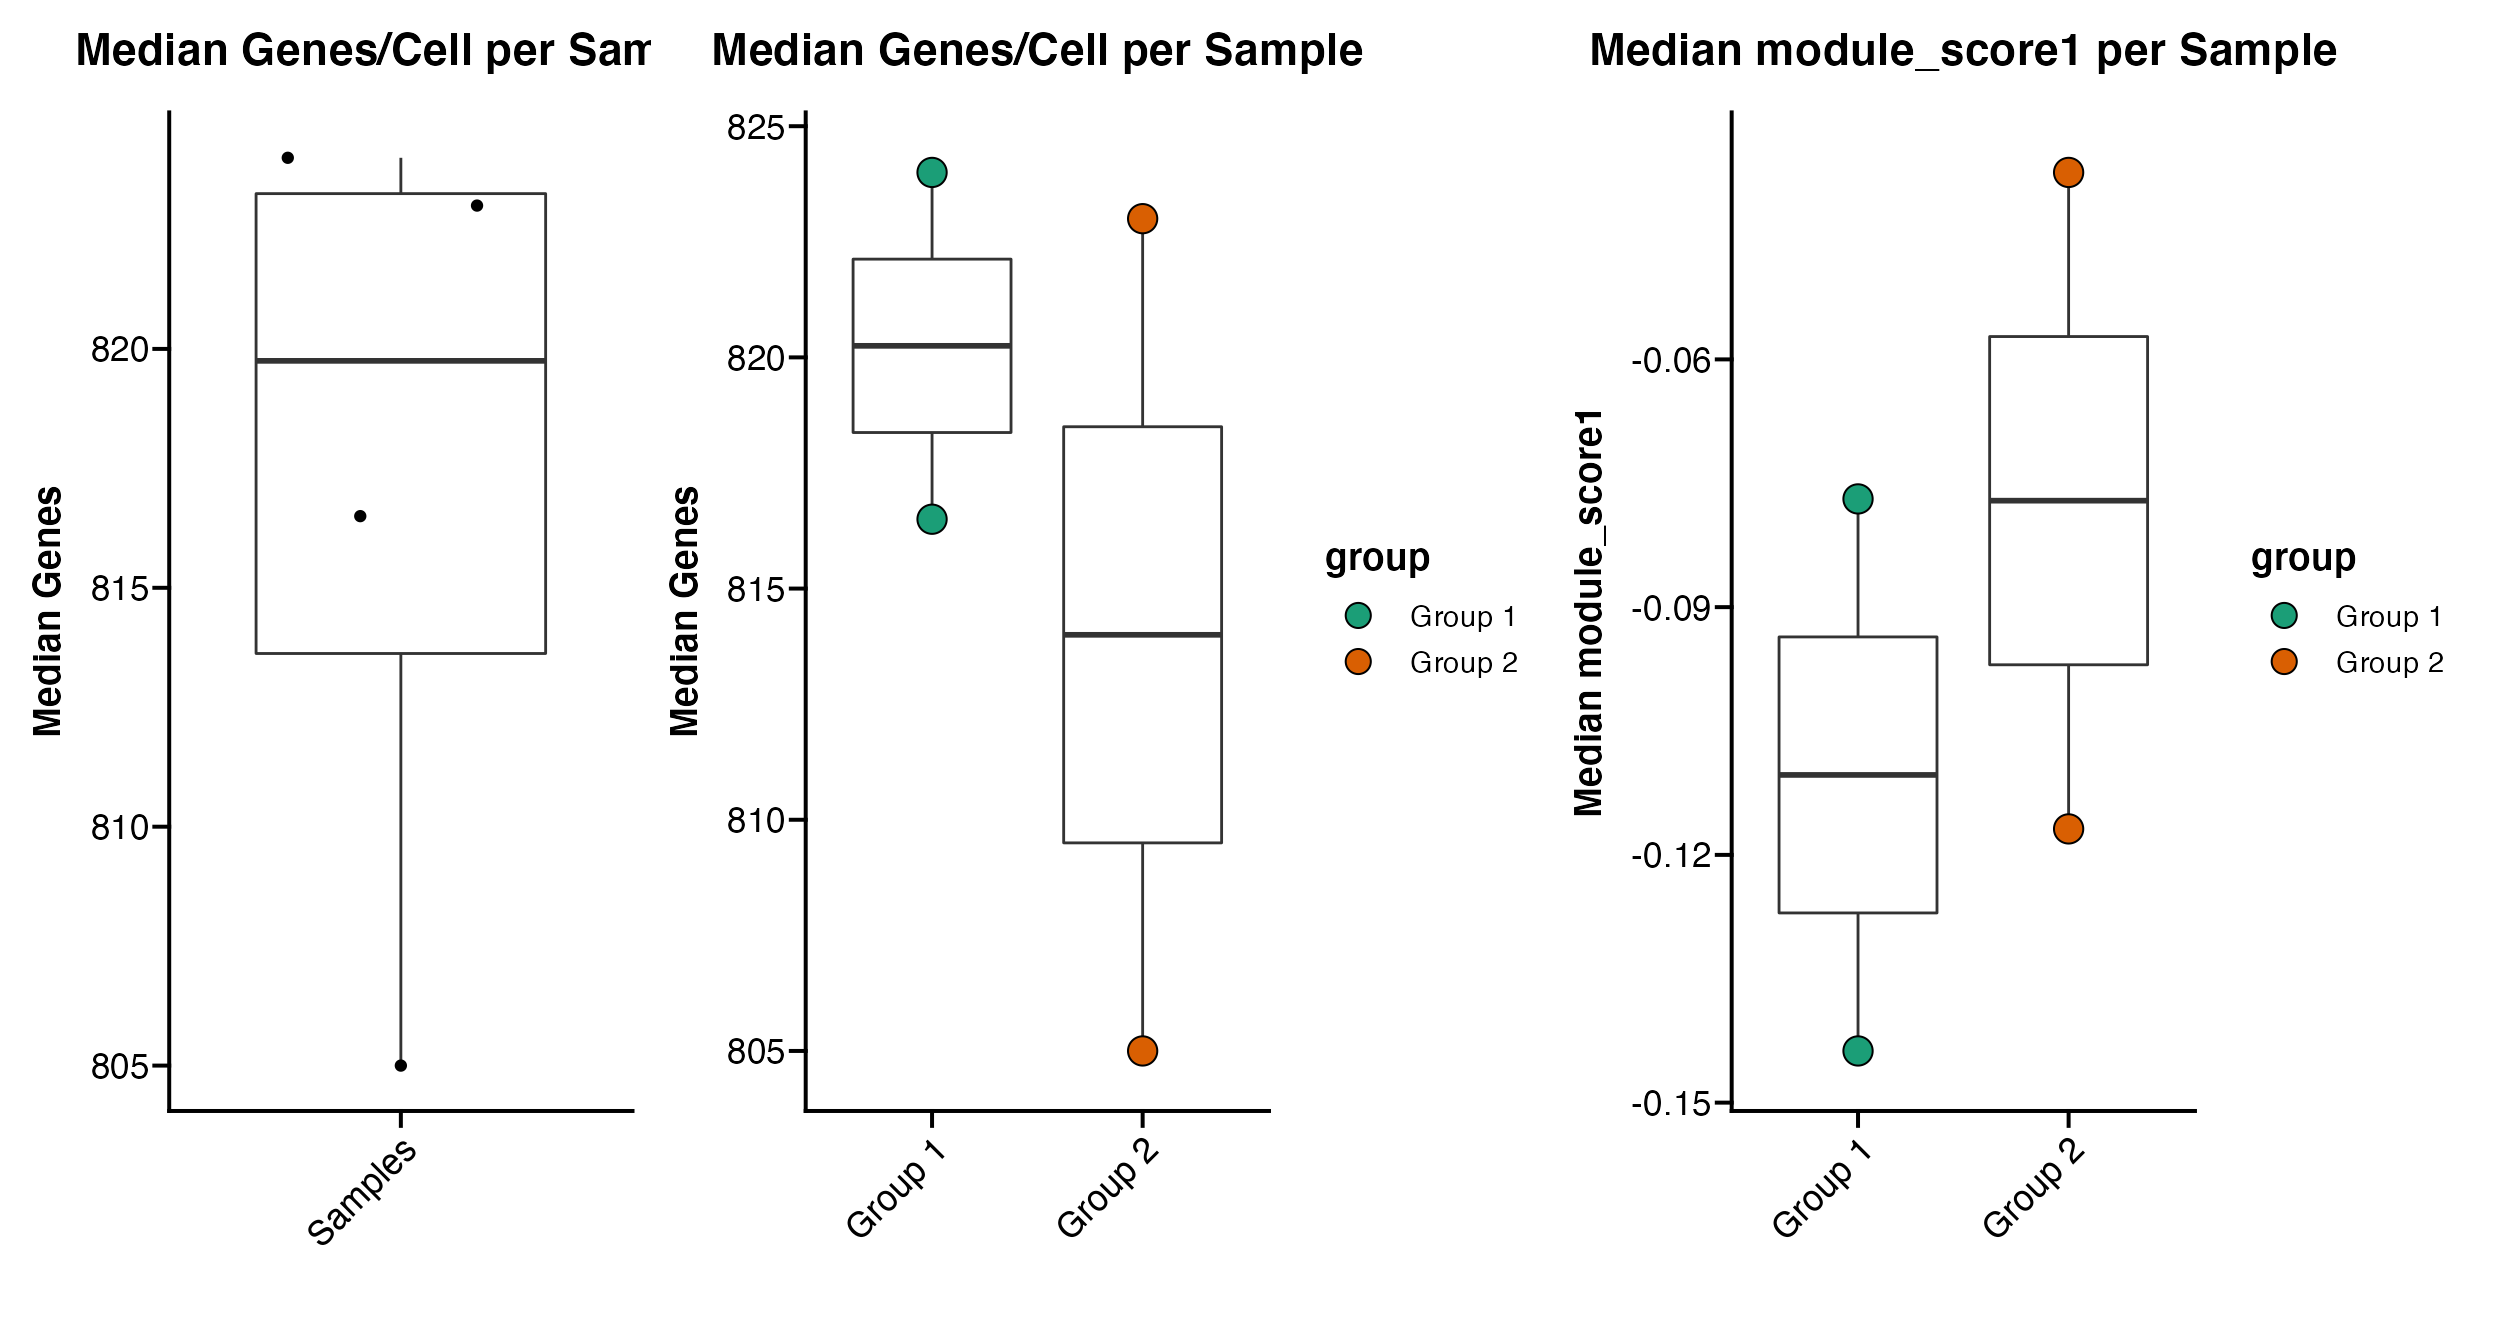 Median Genes/Cell per Sam
Median Genes
820
815
810
805
Samples
Median Genes/Cell per Sample
Median Genes
825
820
815
810
805
Group 1
Group 2
group
Group 1
Group 2
Median module_score1 per Sample
Median module_score1
-0.06
-0.09
-0.12
-0.15
Group 1
Group 2
group
Group 1
Group 2